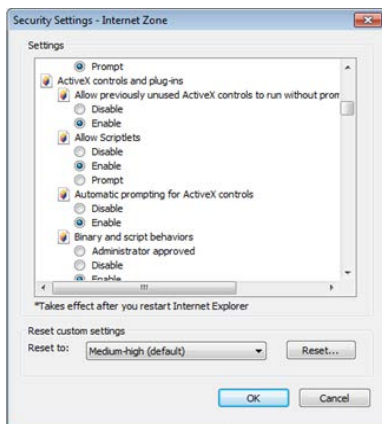 Security Settings - Internet Zone
Settings
Prompt
ActiveX controls and plug-ins
Allow previously unused ActiveX controls to run without prom
Disable
Enable
Allow Scriptlets
Disable
Enable
Prompt
Automatic prompting for ActiveX controls
Disable
Enable
Binary and script behaviors
Administrator approved
Disable
Enable
*Takes effect after you restart Internet Explorer
Reset custom settings
Reset to: Medium-high (default) Reset...
OK Cancel